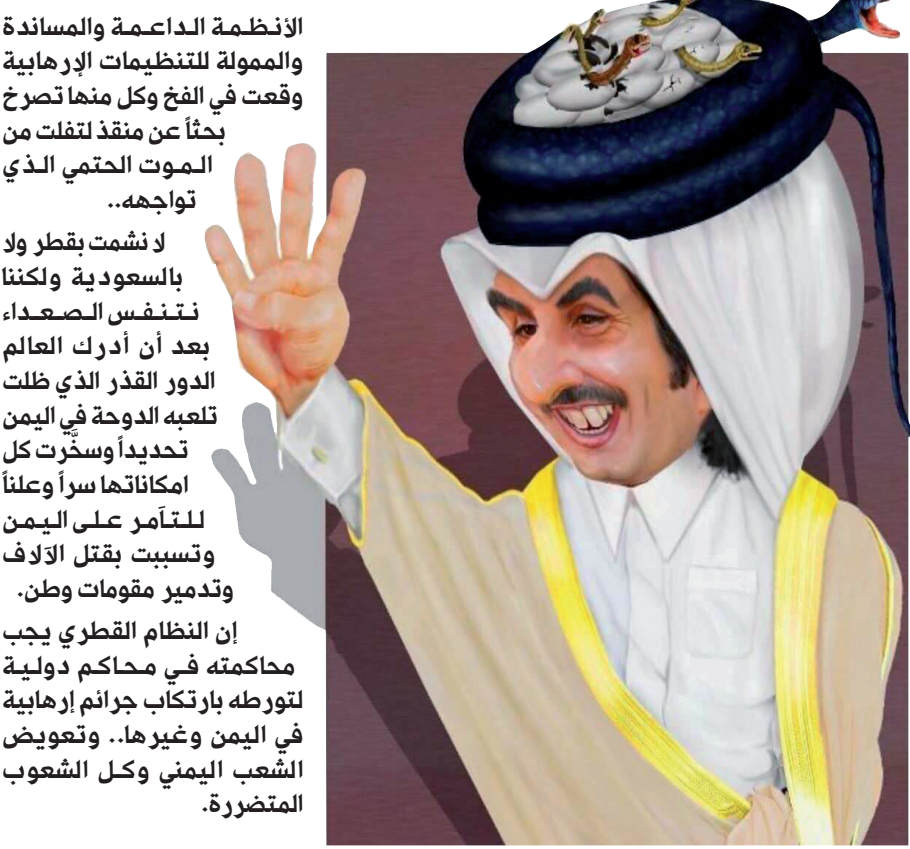 الأنظمة الداعمة والمساندة
والممولة للتنظيمات الإرهابية
وقعت في الفخ وكل منها تصرخ
بحثاً عن منقذ لتفلت من
الموت الحتمي الذي
تواجهه..
لا نشمت بقطر ولا
بالسعودية ولكننا
نتنفس الصعداء
بعد أن أدرك العالم
الدور القذر الذي ظلت
تلعبه الدوحة في اليمن
تحديداً وسخَّرت كل
امكاناتها سراً وعلناً
للتآمر على اليمن
وتسببت بقتل الآلاف
وتدمير مقومات وطن.
إن النظام القطري يجب
محاكمته في محاكم دولية
لتورطه بارتكاب جرائم إرهابية
في اليمن وغيرها.. وتعويض
الشعب اليمني وكل الشعوب
المتضررة.